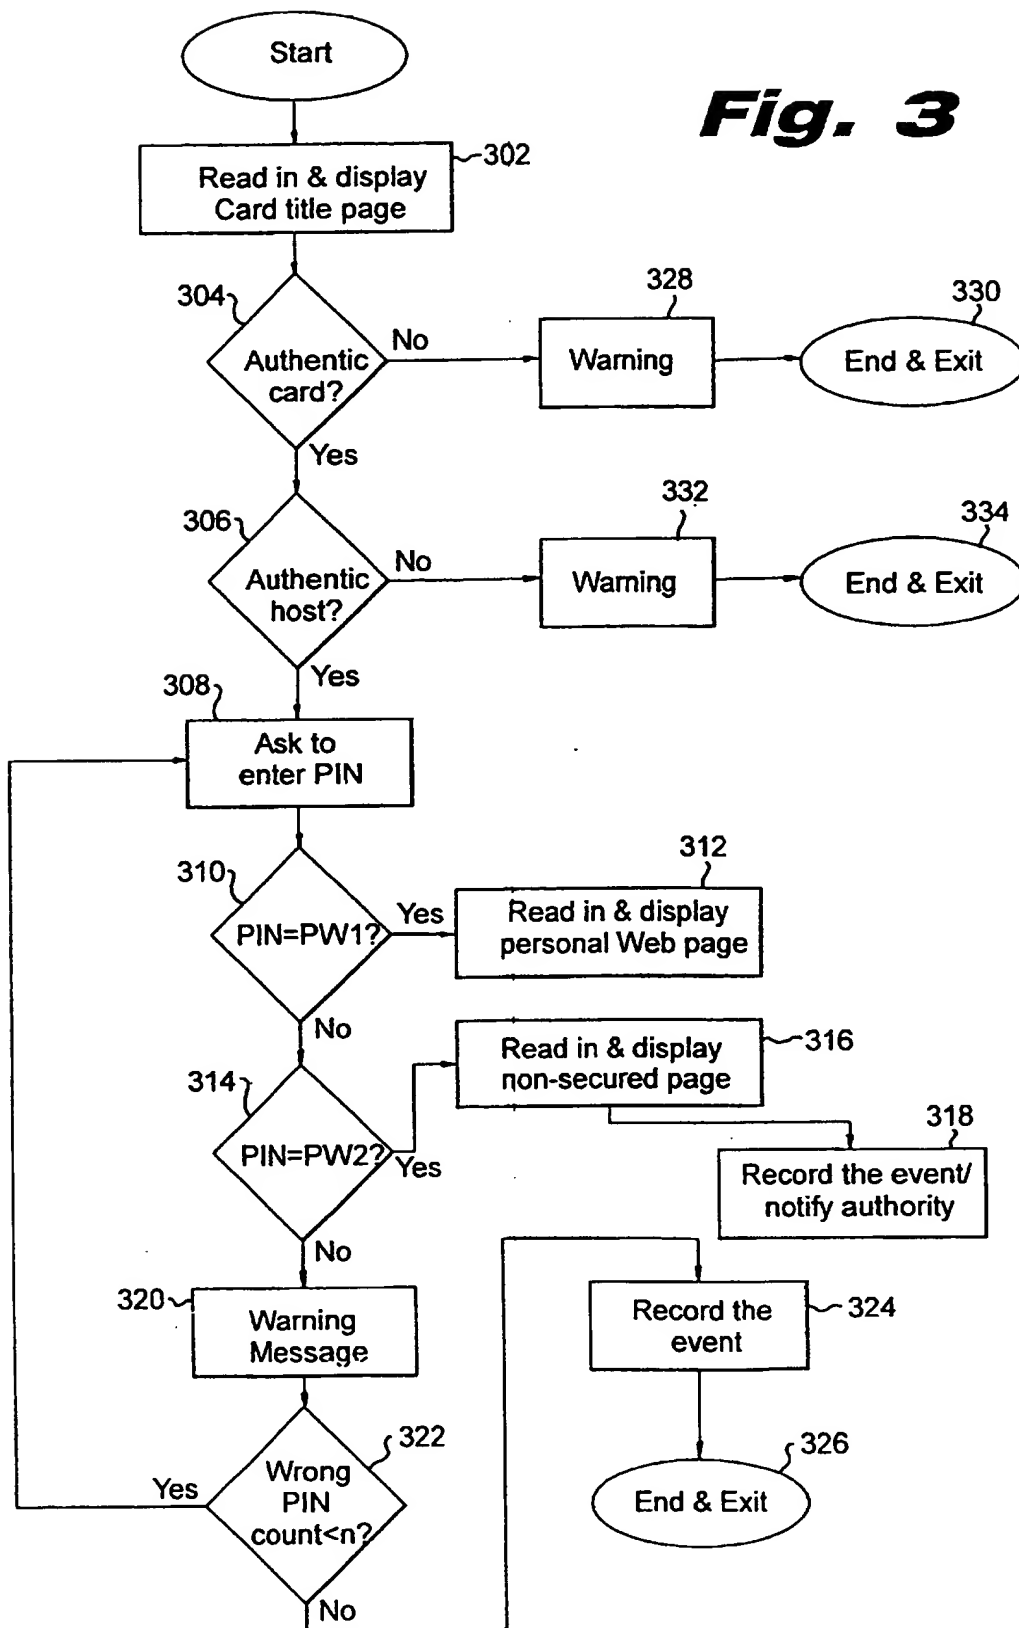 Start
Fig. 3
302
Read in & display
Card title page
304
Authentic
card?
No
Yes
328
Warning
330
End & Exit
306
Authentic
host?
No
Yes
332
Warning
334
End & Exit
308
Ask to
enter PIN
310
PIN=PW1?
Yes
No
312
Read in & display
personal Web page
314
PIN=PW2?
Yes
No
316
Read in & display
non-secured page
318
Record the event/
notify authority
320
Warning
Message
322
Wrong
PIN
count<n?
Yes
No
324
Record the
event
326
End & Exit